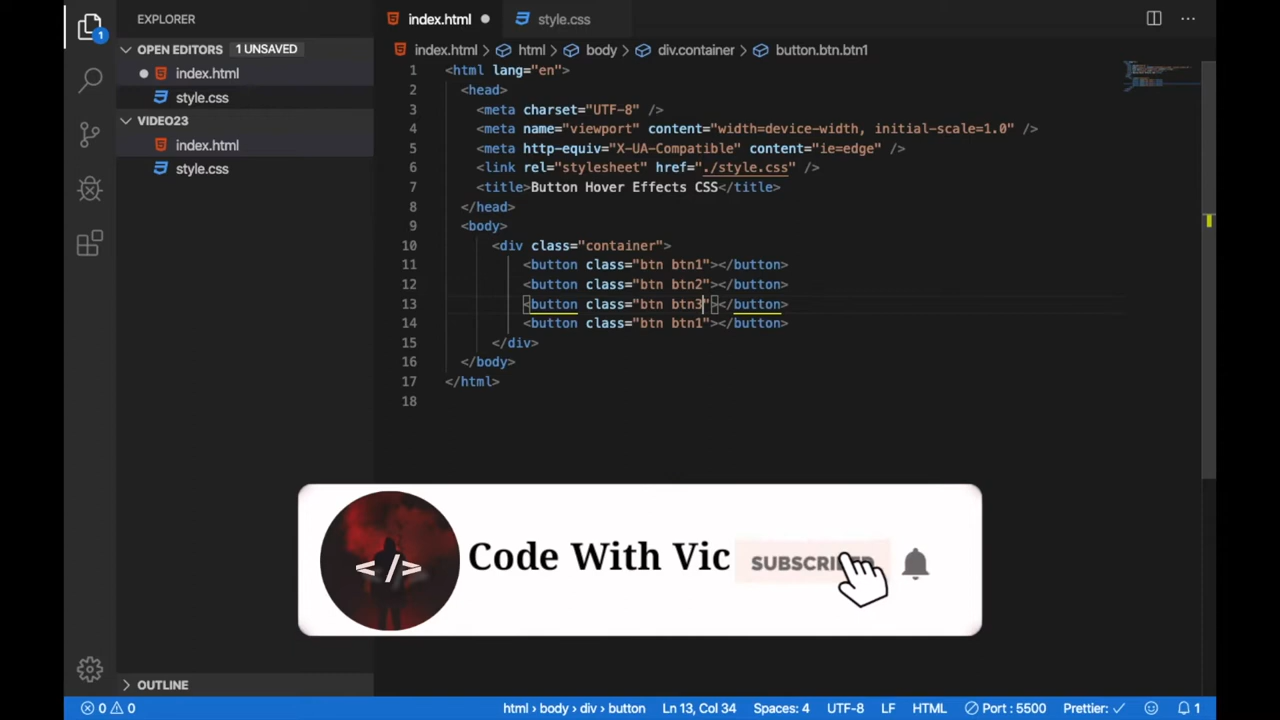 EXPLORER
index.html
style.css
OPEN EDITORS 1 UNSAVED
index.html > html > body > div.container > button.btn.btn1
1
index.html
style.css
VIDEO23
index.html
style.css
1 <html lang="en">
2 <head>
3 <meta charset="UTF-8" />
4 <meta name="viewport" content="width=device-width, initial-scale=1.0" />
5 <meta http-equiv="X-UA-Compatible" content="ie=edge" />
6 <link rel="stylesheet" href="./style.css" />
7 <title>Button Hover Effects CSS</title>
8 </head>
9 <body>
10 <div class="container">
11 <button class="btn btn1"></button>
12 <button class="btn btn2"></button>
13 <button class="btn btn3"></button>
14 <button class="btn btn1"></button>
15 </div>
16 </body>
17 </html>
18
</>
Code With Vic
OUTLINE
0 0
html > body > div > button
Ln 13, Col 34
Spaces: 4
UTF-8
LF
HTML
Port : 5500
Prettier: ✓
1